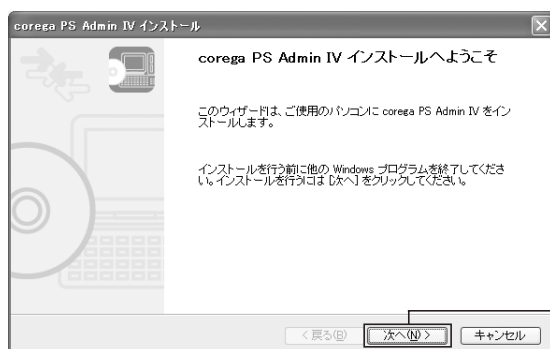 corega PS Admin IV インストール
corega PS Admin IV インストールへようこそ
このウィザードは、ご使用のパソコンに corega PS Admin IV をイン
ストールします。
インストールを行う前に他の Windows プログラムを終了してくださ
い。インストールを行うには [次へ] をクリックしてください。
< 戻る(B)
次へ(N) >
キャンセル